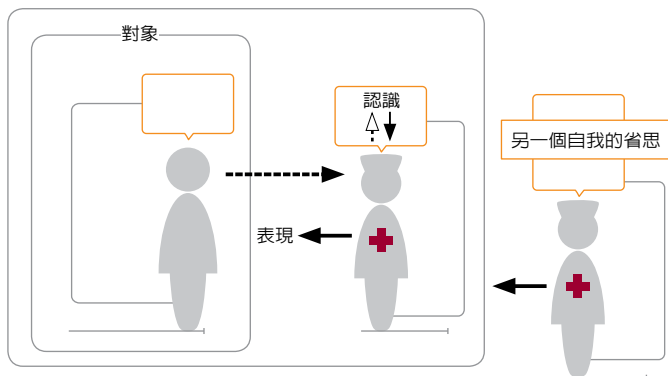 對象
認識
另一個自我的省思
表現